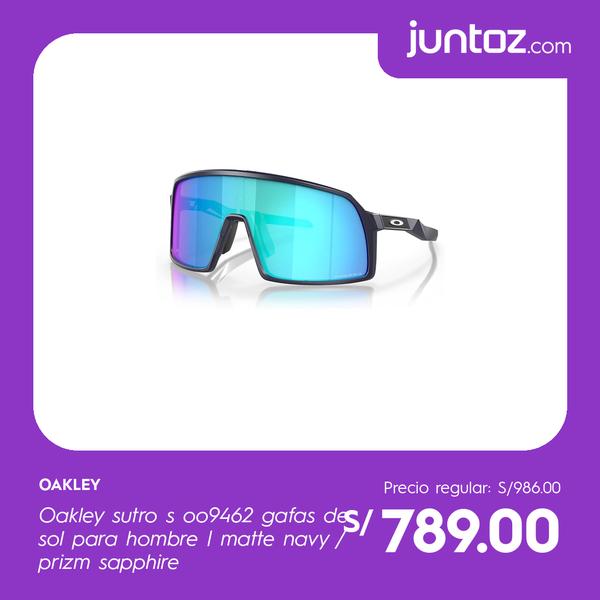 juntoz.com
OAKLEY
Oakley sutro s oo9462 gafas de
sol para hombre | matte navy /
prizm sapphire
Precio regular: S/986.00
S/ 789.00